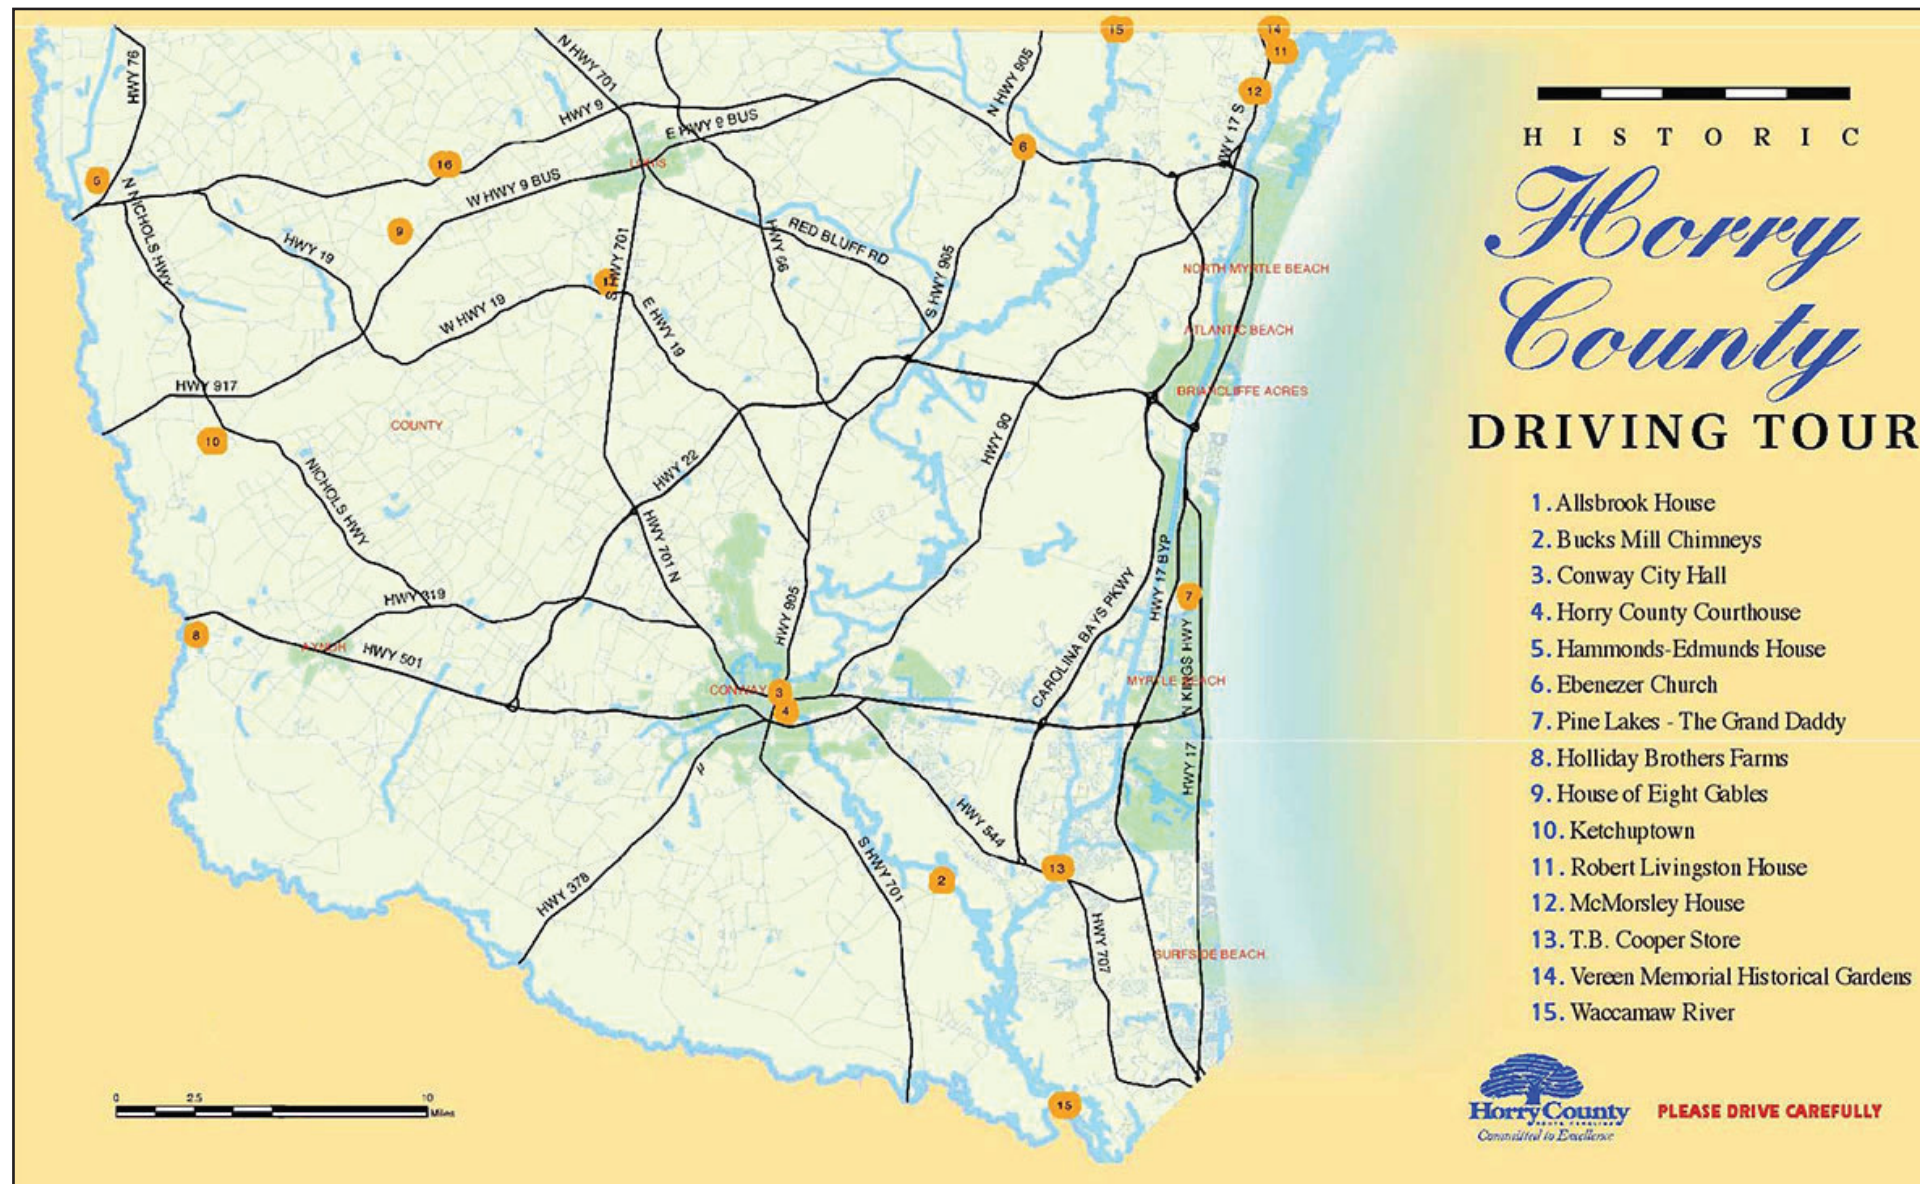 HISTORIC
Horry
County
DRIVING TOUR
1. Allsbrook House
2. Bucks Mill Chimneys
3. Conway City Hall
4. Horry County Courthouse
5. Hammonds-Edmunds House
6. Ebenezer Church
7. Pine Lakes - The Grand Daddy
8. Holliday Brothers Farms
9. House of Eight Gables
10. Ketchuptown
11. Robert Livingston House
12. McMorsley House
13. T.B. Cooper Store
14. Vereen Memorial Historical Gardens
15. Waccamaw River
Horry County
Committed to Excellence
PLEASE DRIVE CAREFULLY
HWY 76
N HWY 701
N HWY 905
15
14
11
12
HWY 9
E HWY 9 BUS
HWY 17 S
6
16
LORIS
5
N NICHOLS HWY
W HWY 9 BUS
9
HWY 19
S HWY 701
HWY 66
RED BLUFF RD
S HWY 905
NORTH MYRTLE BEACH
W HWY 19
E HWY 19
ATLANTIC BEACH
HWY 917
BRIARCLIFFE ACRES
COUNTY
10
HWY 90
HWY 22
NICHOLS HWY
HWY 701 N
HWY 319
HWY 905
CAROLINA BAYS PKWY
HWY 17 BYP
7
8
AYNOR
HWY 501
N KINGS HWY
MYRTLE BEACH
CONWAY
3
4
HWY 17
HWY 544
S HWY 701
HWY 378
2
13
HWY 707
SURFSIDE BEACH
15
0 2.5 10
Miles